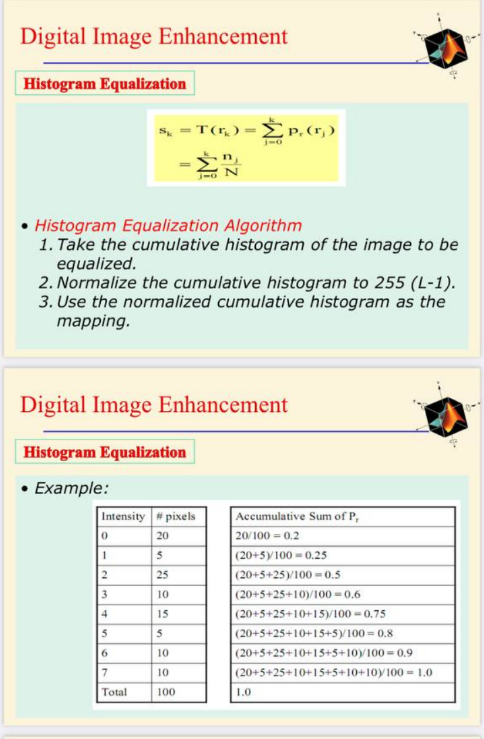 Digital Image Enhancement
Histogram Equalization
s_k = T(r_k) = ∑_{j=0}^{k} p_r(r_j)
= ∑_{j=0}^{k} n_j/N
• Histogram Equalization Algorithm
1. Take the cumulative histogram of the image to be
equalized.
2. Normalize the cumulative histogram to 255 (L-1).
3. Use the normalized cumulative histogram as the
mapping.
Digital Image Enhancement
Histogram Equalization
• Example:
Intensity # pixels Accumulative Sum of P_r
0 20 20/100 = 0.2
1 5 (20+5)/100 = 0.25
2 25 (20+5+25)/100 = 0.5
3 10 (20+5+25+10)/100 = 0.6
4 15 (20+5+25+10+15)/100 = 0.75
5 5 (20+5+25+10+15+5)/100 = 0.8
6 10 (20+5+25+10+15+5+10)/100 = 0.9
7 10 (20+5+25+10+15+5+10+10)/100 = 1.0
Total 100 1.0